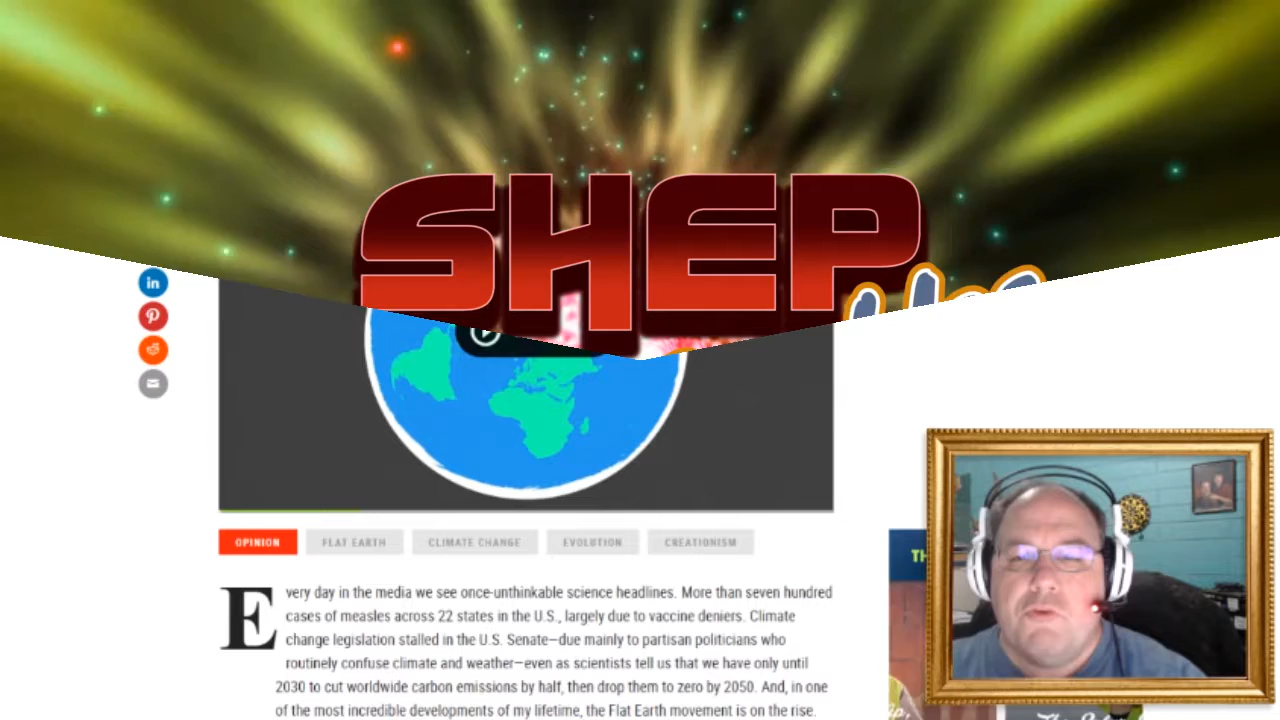 SHEP
in
OPINION
FLAT EARTH
CLIMATE CHANGE
EVOLUTION
CREATIONISM
TH
Every day in the media we see once-unthinkable science headlines. More than seven hundred
cases of measles across 22 states in the U.S., largely due to vaccine deniers. Climate
change legislation stalled in the U.S. Senate—due mainly to partisan politicians who
routinely confuse climate and weather—even as scientists tell us that we have only until
2030 to cut worldwide carbon emissions by half, then drop them to zero by 2050. And, in one
of the most incredible developments of my lifetime, the Flat Earth movement is on the rise.